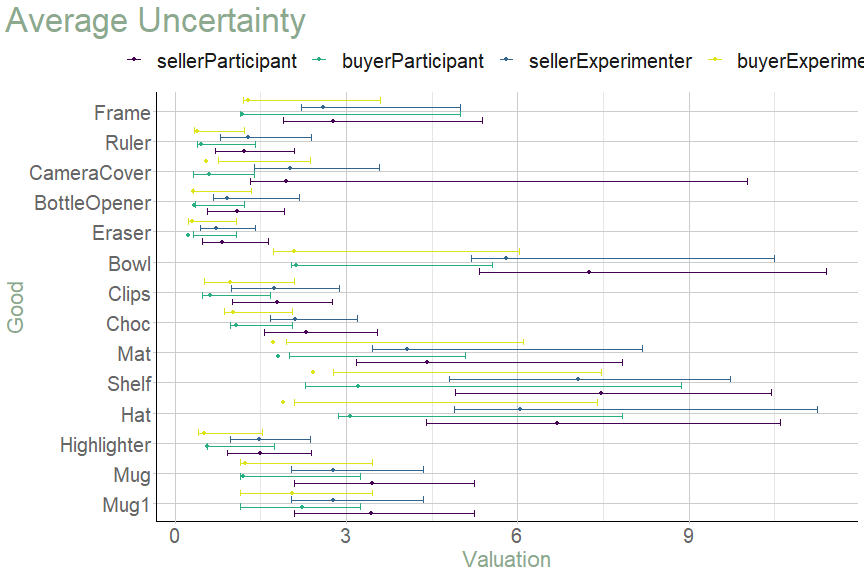 Average Uncertainty
sellerParticipant buyerParticipant sellerExperimenter buyerExperime
Frame
Ruler
CameraCover
BottleOpener
Eraser
Bowl
Clips
Choc
Mat
Shelf
Hat
Highlighter
Mug
Mug1
Good
0 3 6 9
Valuation